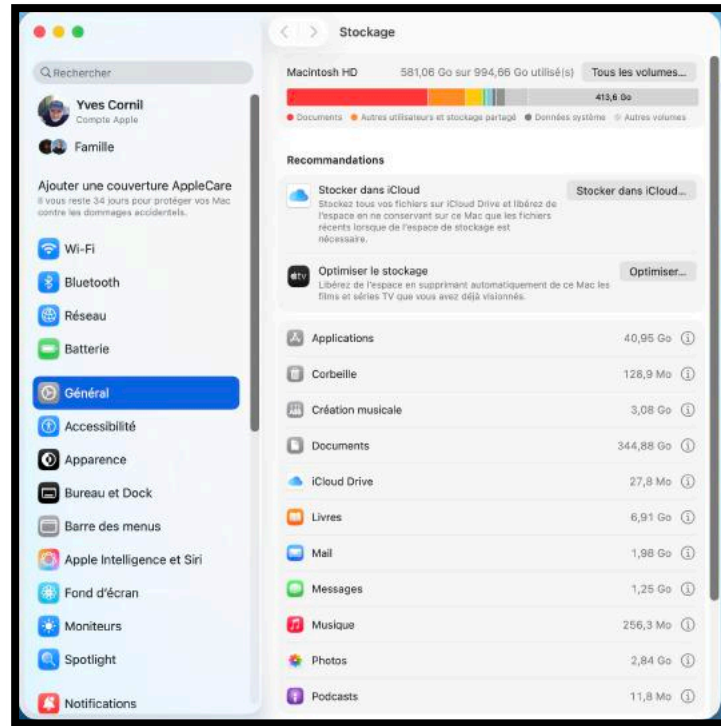 Rechercher
Yves Cornil
Compte Apple
Famille
Ajouter une couverture AppleCare
Il vous reste 34 jours pour protéger vos Mac
contre les dommages accidentels.
Wi-Fi
Bluetooth
Réseau
Batterie
Général
Accessibilité
Apparence
Bureau et Dock
Barre des menus
Apple Intelligence et Siri
Fond d'écran
Moniteurs
Spotlight
Notifications
Stockage
Macintosh HD 581,06 Go sur 994,66 Go utilisé(s) Tous les volumes...
413,6 Go
Documents Autres utilisateurs et stockage partagé Données système Autres volumes
Recommandations
Stocker dans iCloud Stocker dans iCloud...
Stockez tous vos fichiers sur iCloud Drive et libérez de
l'espace en ne conservant sur ce Mac que les fichiers
récents lorsque de l'espace de stockage est
nécessaire.
tv
Optimiser le stockage Optimiser...
Libérez de l'espace en supprimant automatiquement de ce Mac les
films et séries TV que vous avez déjà visionnés.
Applications 40,95 Go
Corbeille 128,9 Mo
Création musicale 3,08 Go
Documents 344,88 Go
iCloud Drive 27,8 Mo
Livres 6,91 Go
Mail 1,98 Go
Messages 1,25 Go
Musique 256,3 Mo
Photos 2,84 Go
Podcasts 11,8 Mo